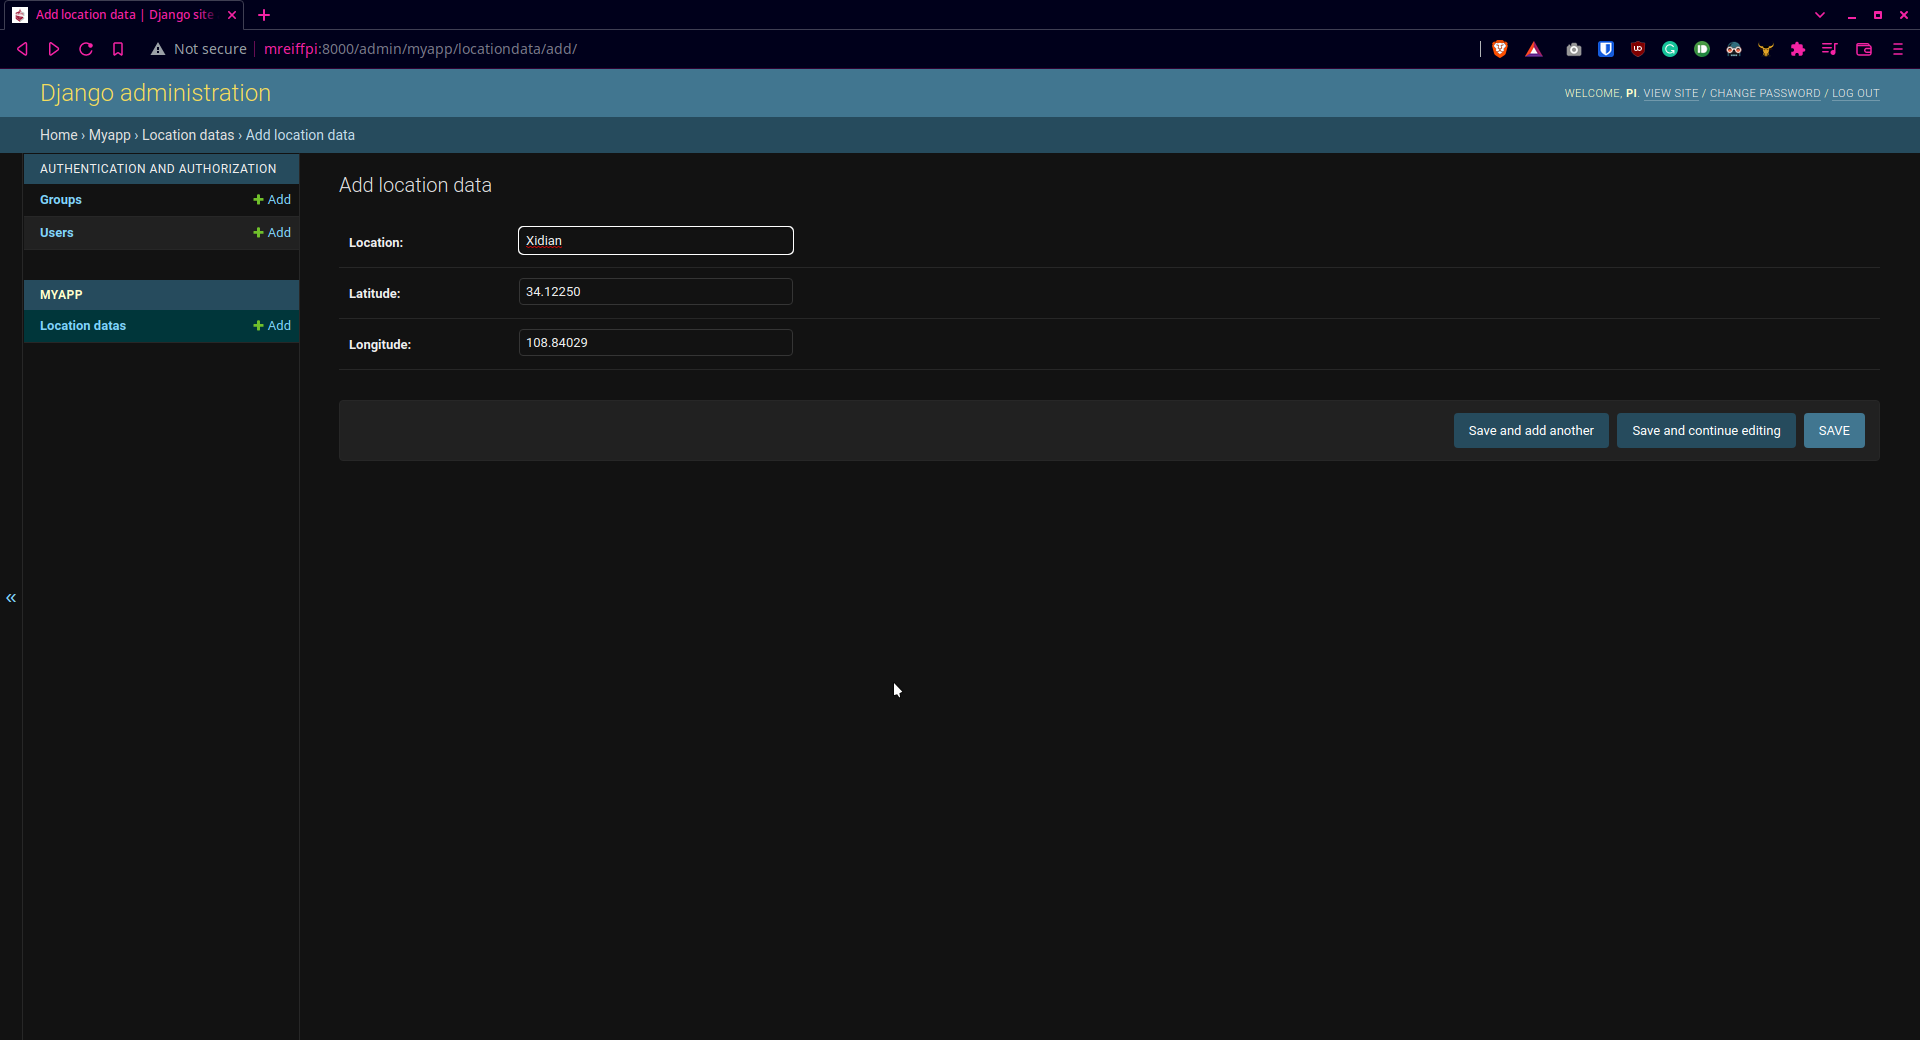 Add location data | Django site
Not secure
mreiffpi:8000/admin/myapp/locationdata/add/
Django administration
WELCOME, PI. VIEW SITE / CHANGE PASSWORD / LOG OUT
Home › Myapp › Location datas › Add location data
AUTHENTICATION AND AUTHORIZATION
Groups
Add
Users
Add
MYAPP
Location datas
Add
«
Add location data
Location:
Xidian
Latitude:
34.12250
Longitude:
108.84029
Save and add another
Save and continue editing
SAVE